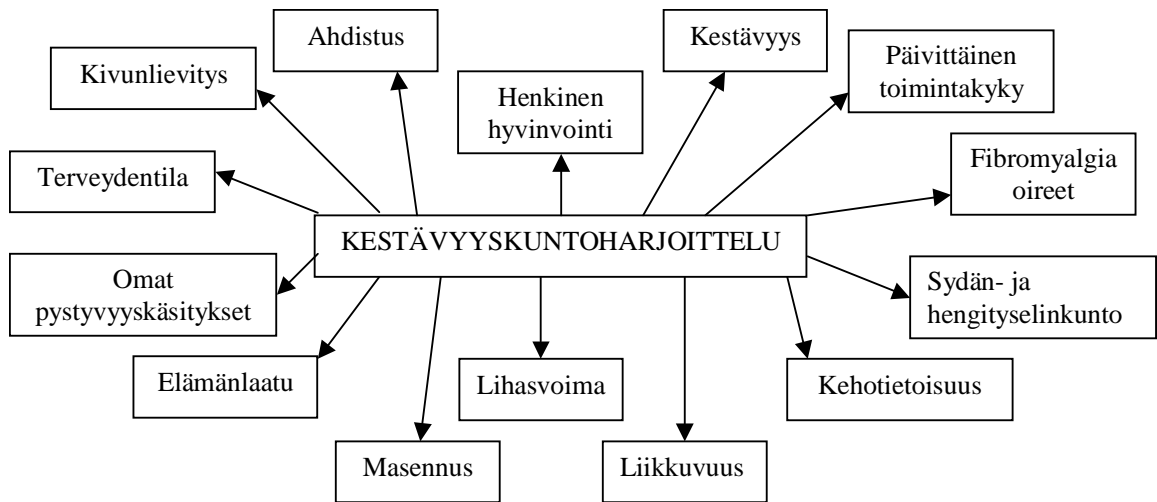 Ahdistus
Kestävyys
Kivunlievitys
Henkinen
hyvinvointi
Päivittäinen
toimintakyky
Terveydentila
Fibromyalgia
oireet
KESTÄVYYSKUNTOHARJOITTELU
Omat
pystyvyyskäsitykset
Sydän- ja
hengityselinkunto
Elämänlaatu
Lihasvoima
Kehotietoisuus
Masennus
Liikkuvuus